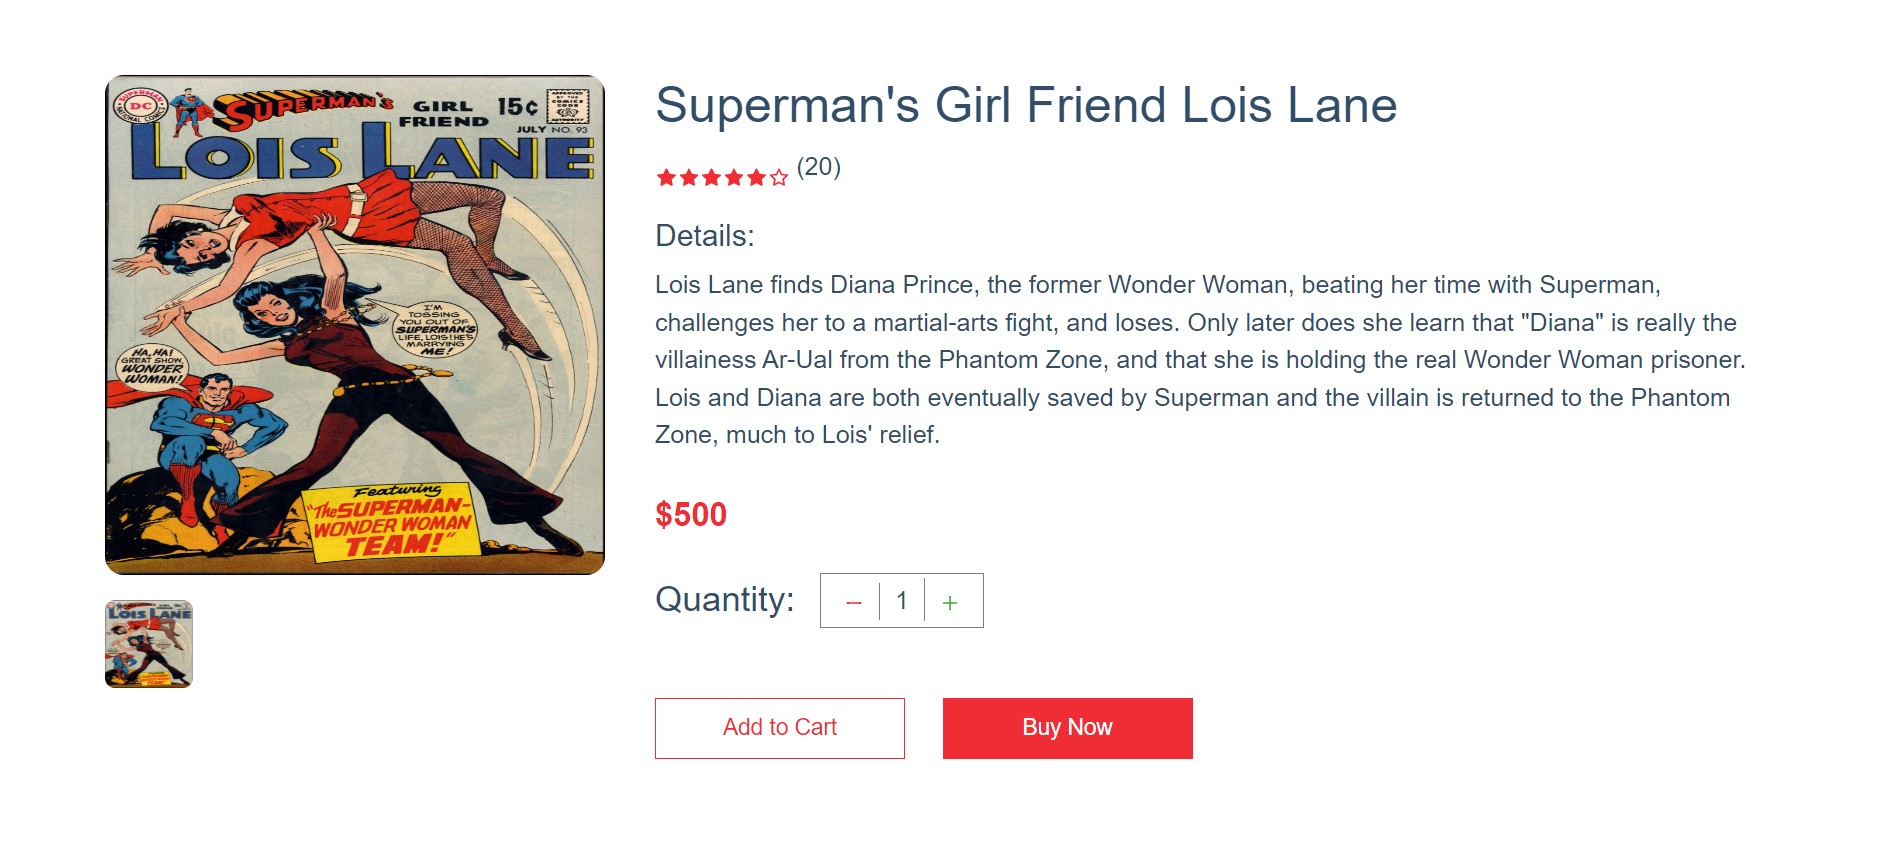 SUPERMAN
DC
NATIONAL COMICS
SUPERMAN'S
GIRL
FRIEND
15¢
APPROVED
BY THE
COMICS
CODE
AUTHORITY
JULY NO. 93
LOIS LANE
I'M
TOSSING
YOU OUT OF
SUPERMAN'S
LIFE, LOIS! HE'S
MARRYING
ME!
HA, HA!
GREAT SHOW,
WONDER
WOMAN!
Featuring
"The SUPERMAN-
WONDER WOMAN
TEAM!"
LOIS LANE
Superman's Girl Friend Lois Lane
(20)
Details:
Lois Lane finds Diana Prince, the former Wonder Woman, beating her time with Superman,
challenges her to a martial-arts fight, and loses. Only later does she learn that "Diana" is really the
villainess Ar-Ual from the Phantom Zone, and that she is holding the real Wonder Woman prisoner.
Lois and Diana are both eventually saved by Superman and the villain is returned to the Phantom
Zone, much to Lois' relief.
$500
Quantity: − 1 +
Add to Cart
Buy Now